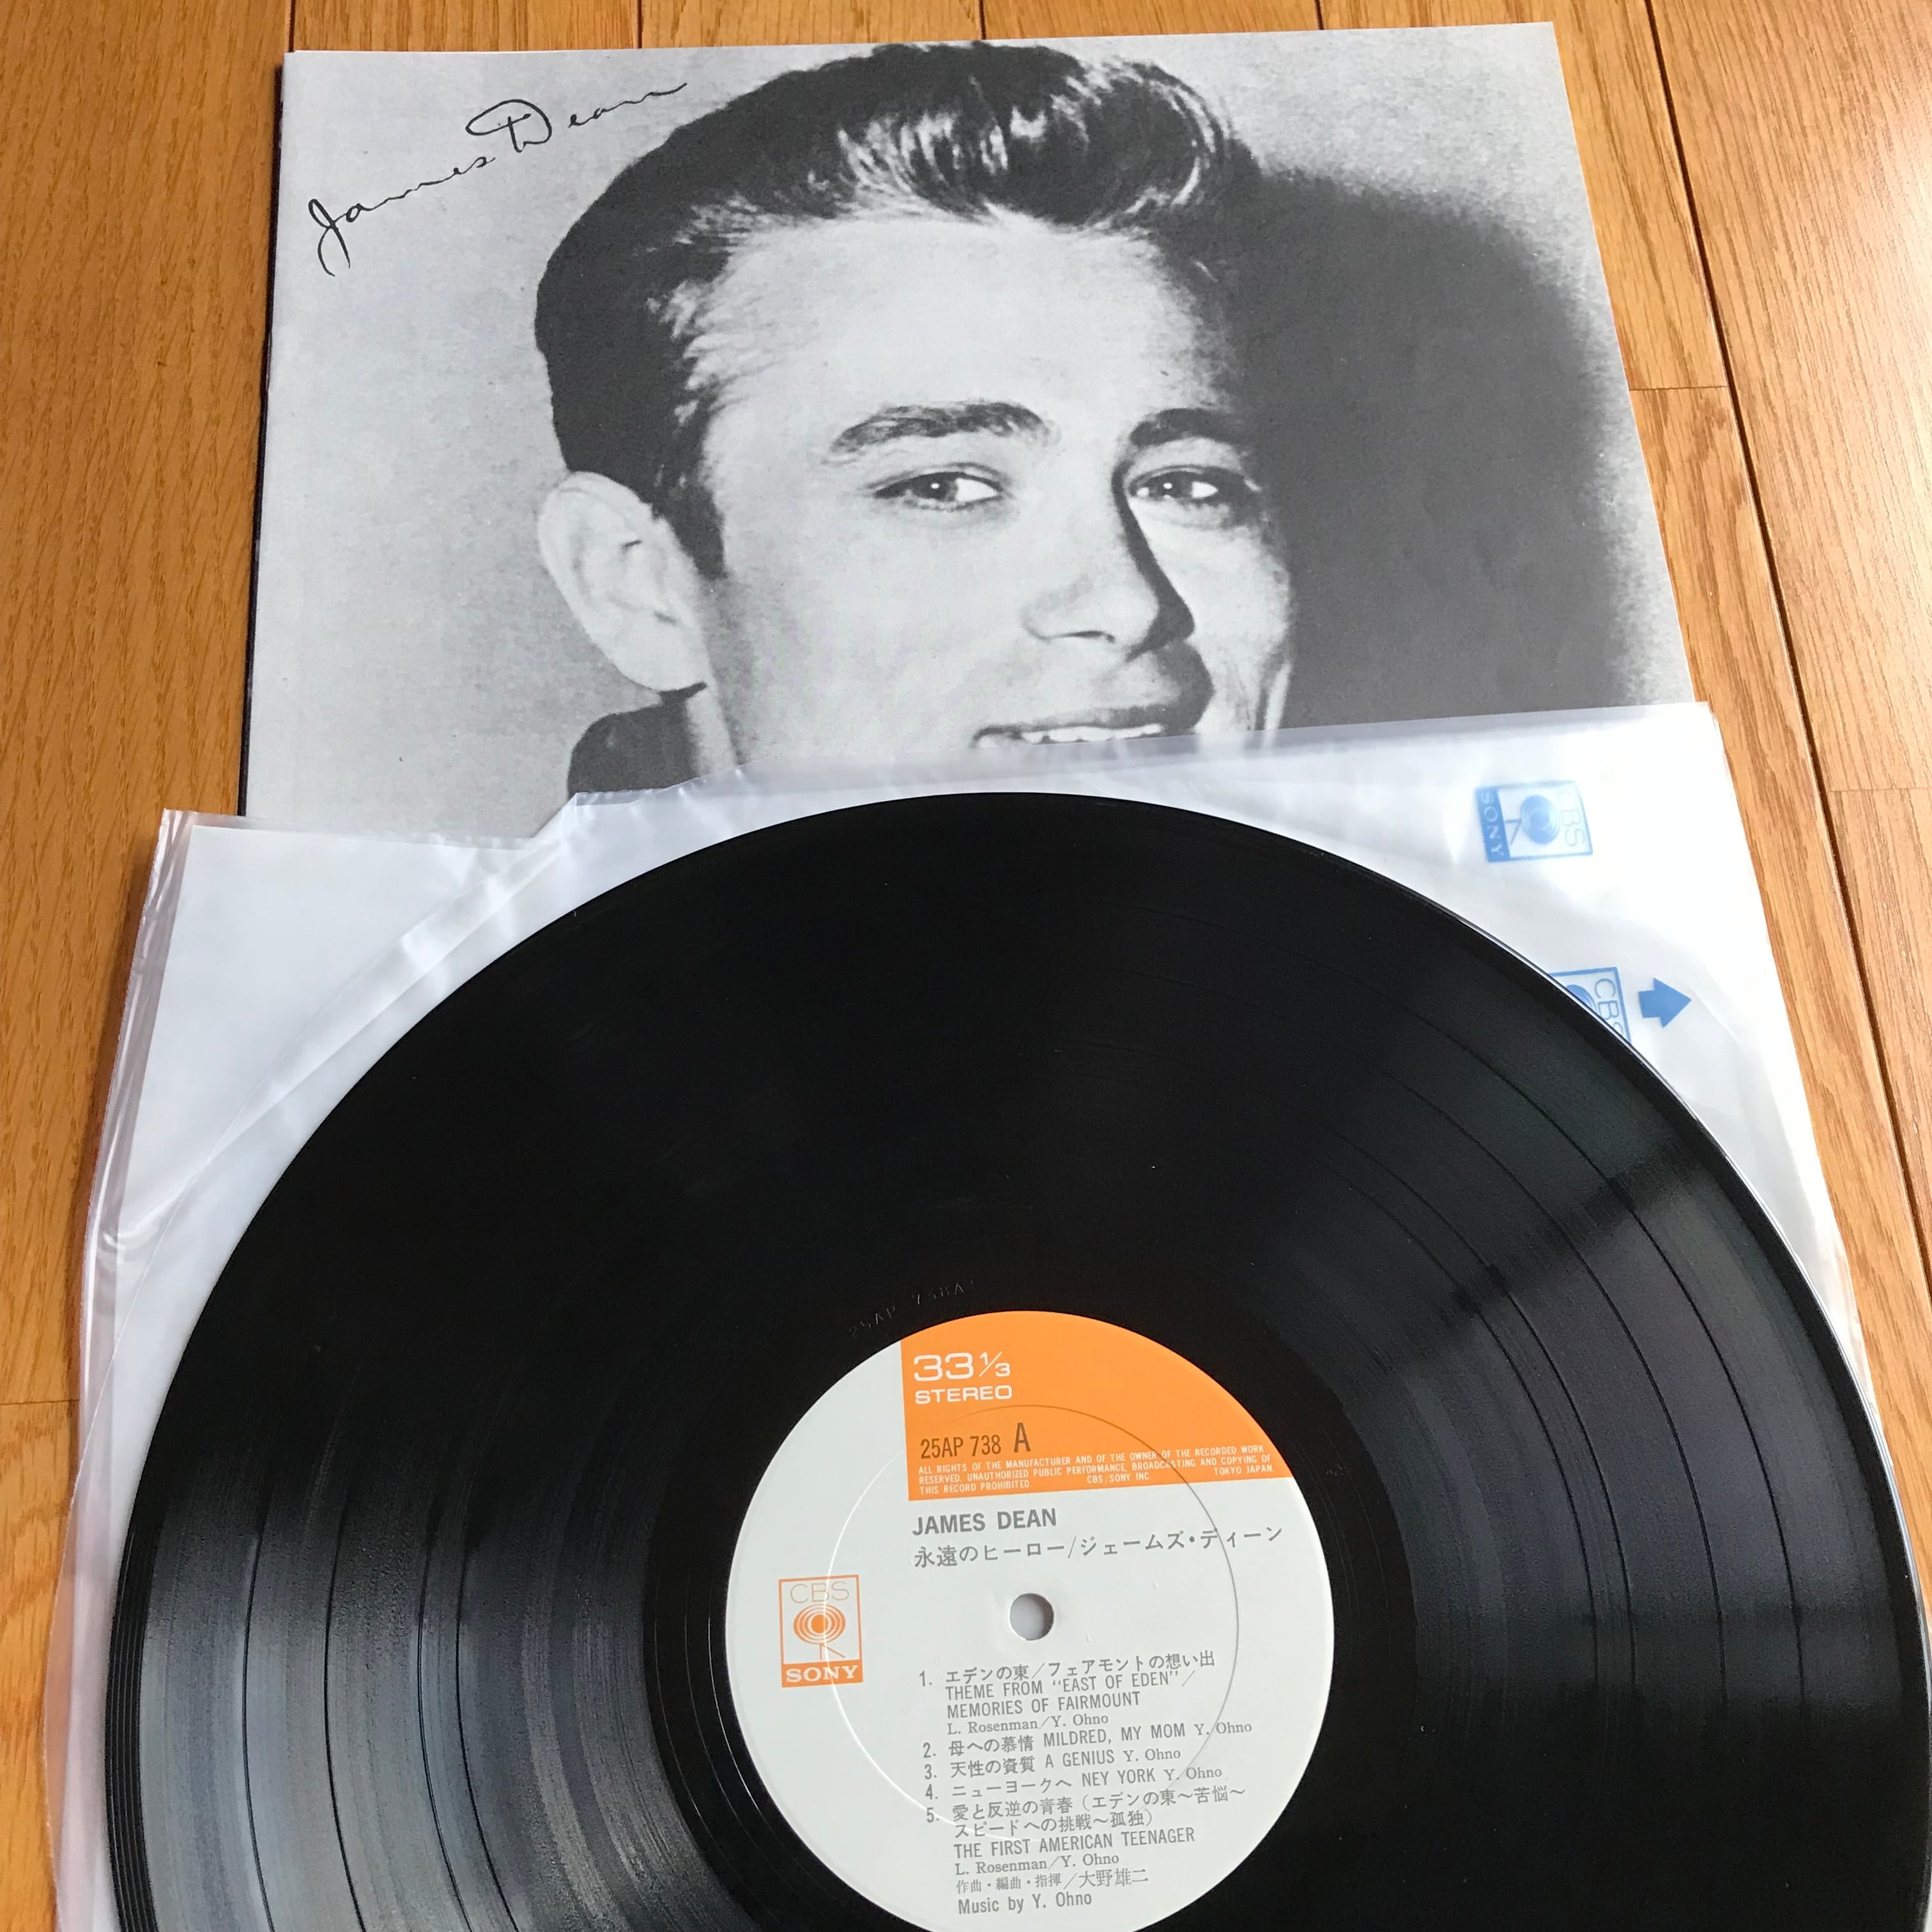 James Dean
CBS
SONY
CBS
25AP 738A
33 1/3
STEREO
25AP 738 A
ALL RIGHTS OF THE MANUFACTURER AND OF THE OWNER OF THE RECORDED WORK
RESERVED. UNAUTHORIZED PUBLIC PERFORMANCE, BROADCASTING AND COPYING OF
THIS RECORD PROHIBITED CBS/SONY INC. TOKYO JAPAN
JAMES DEAN
永遠のヒーロー/ジェームズ・ディーン
CBS
SONY
1. エデンの東/フェアモントの想い出
THEME FROM "EAST OF EDEN"/
MEMORIES OF FAIRMOUNT
L. Rosenman/Y. Ohno
2. 母への慕情 MILDRED, MY MOM Y. Ohno
3. 天性の資質 A GENIUS Y. Ohno
4. ニューヨークへ NEY YORK Y. Ohno
5. 愛と反逆の青春(エデンの東〜苦悩〜
スピードへの挑戦〜孤独)
THE FIRST AMERICAN TEENAGER
L. Rosenman/Y. Ohno
作曲・編曲・指揮/大野雄二
Music by Y. Ohno